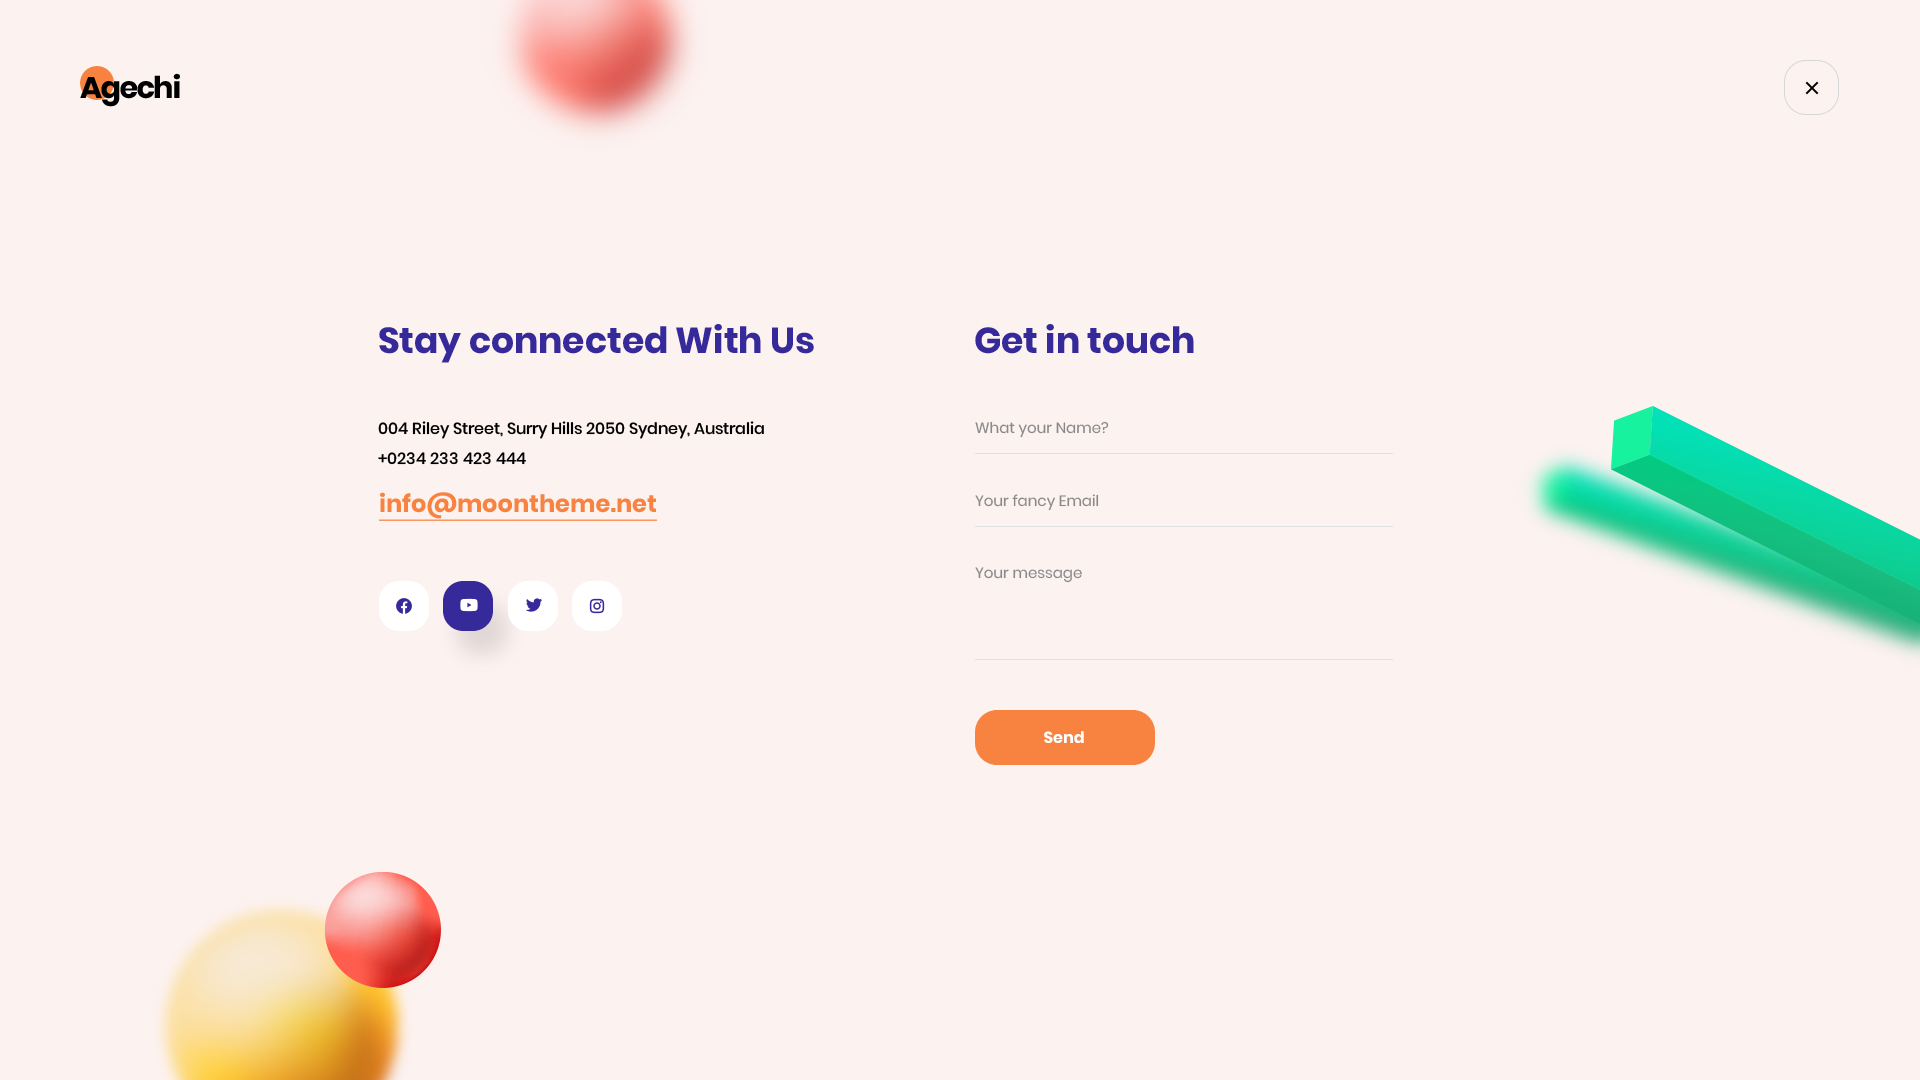 Agechi
Stay connected With Us
004 Riley Street, Surry Hills 2050 Sydney, Australia
+0234 233 423 444
info@moontheme.net
Get in touch
What your Name?
Your fancy Email
Your message
Send